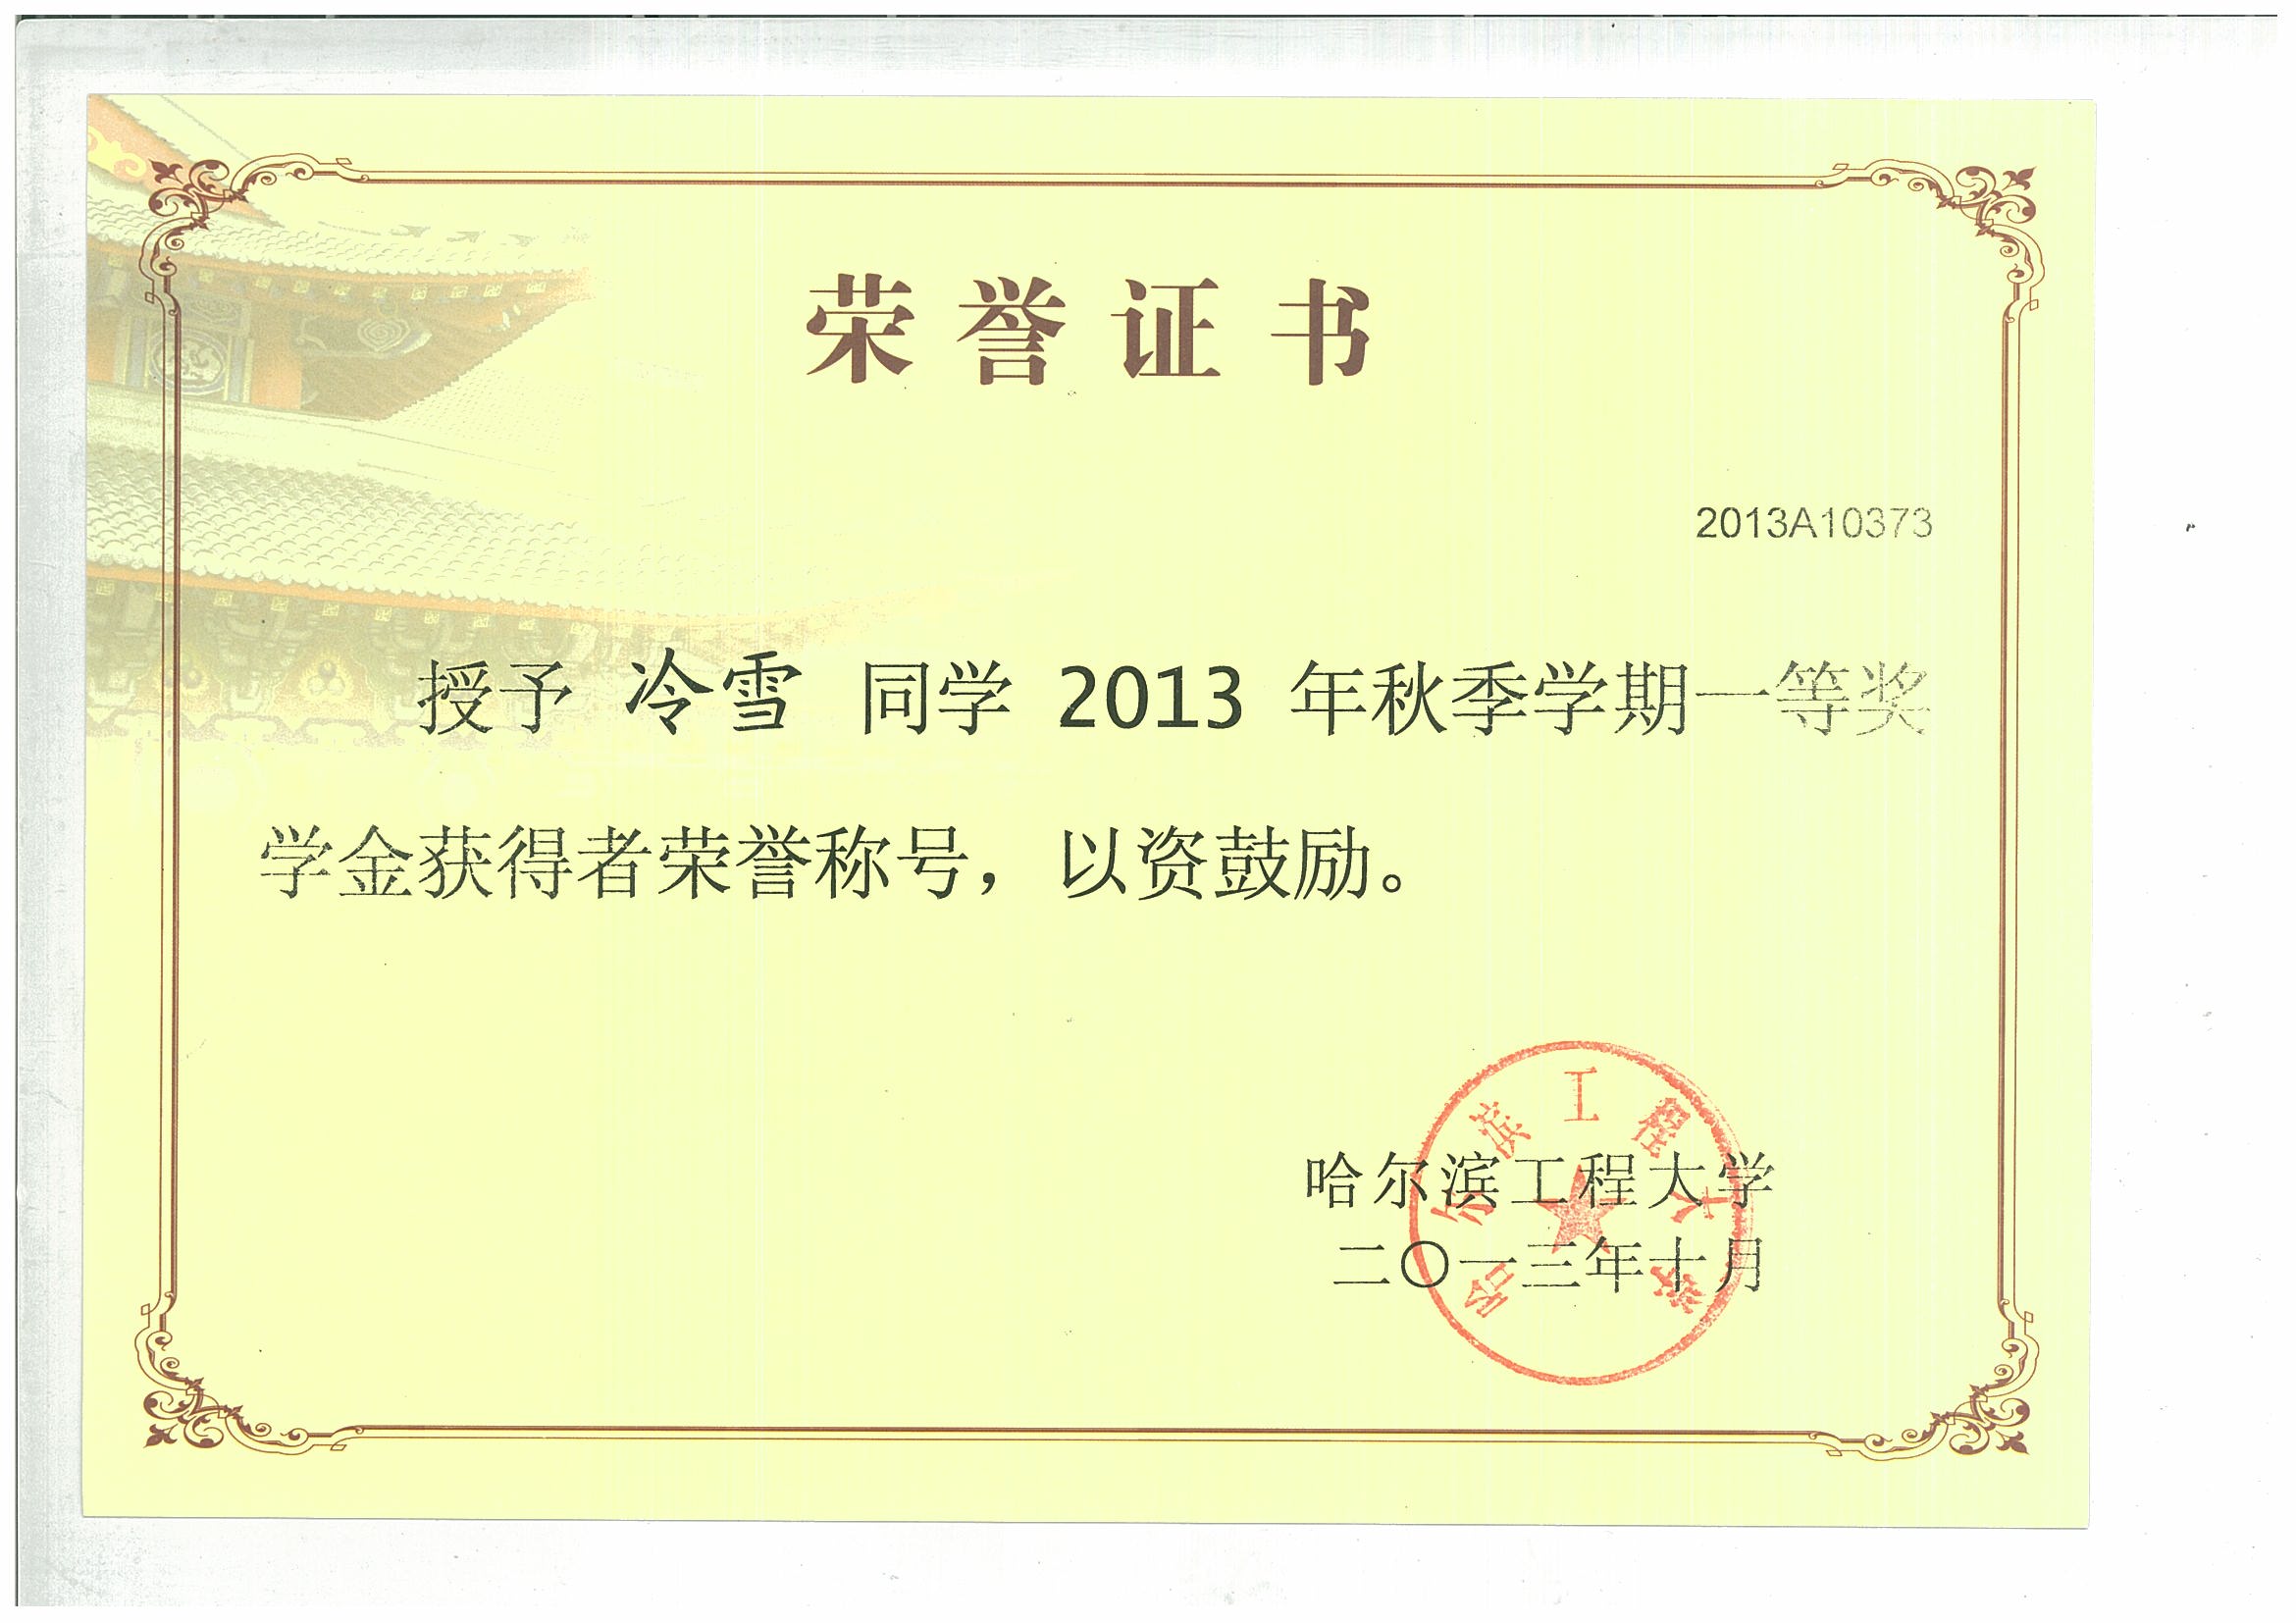 荣誉证书
2013A10373
授予 冷雪 同学 2013 年秋季学期一等奖
学金获得者荣誉称号，以资鼓励。
哈尔滨工程大学
二〇一三年十月
哈尔滨工程大学